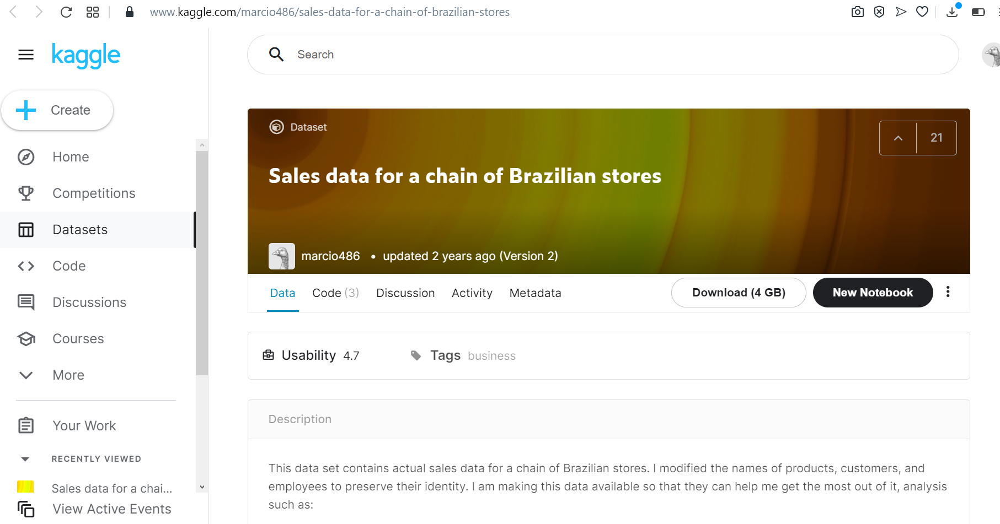 www.kaggle.com/marcio486/sales-data-for-a-chain-of-brazilian-stores
kaggle
Search
Create
Home
Competitions
Datasets
Code
Discussions
Courses
More
Your Work
RECENTLY VIEWED
Sales data for a chai...
View Active Events
Dataset
21
Sales data for a chain of Brazilian stores
marcio486 • updated 2 years ago (Version 2)
Data Code (3) Discussion Activity Metadata Download (4 GB) New Notebook
Usability 4.7 Tags business
Description
This data set contains actual sales data for a chain of Brazilian stores. I modified the names of products, customers, and
employees to preserve their identity. I am making this data available so that they can help me get the most out of it, analysis
such as: